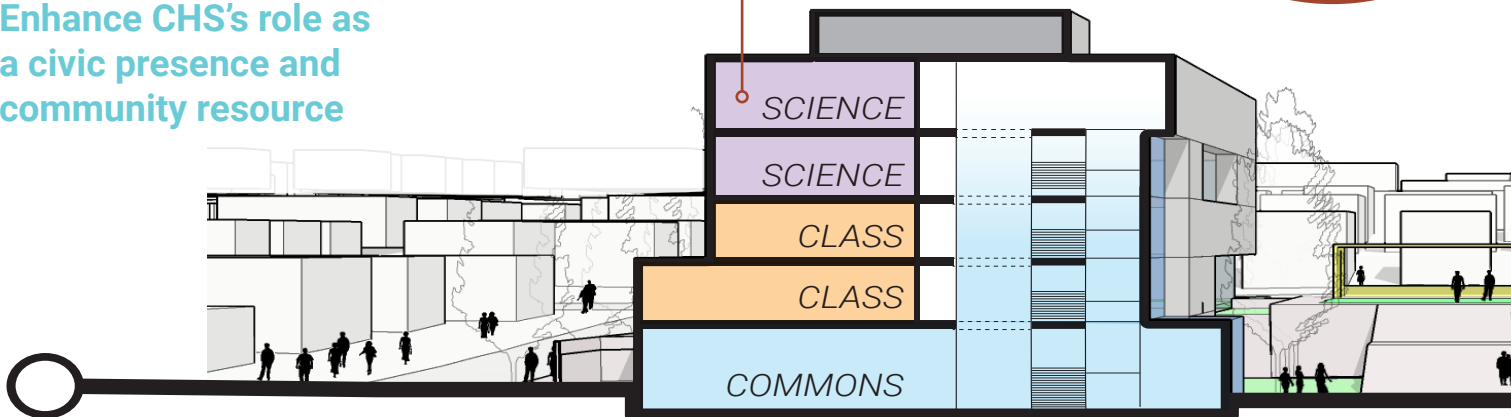 Enhance CHS's role as
a civic presence and
community resource
SCIENCE
SCIENCE
CLASS
CLASS
COMMONS